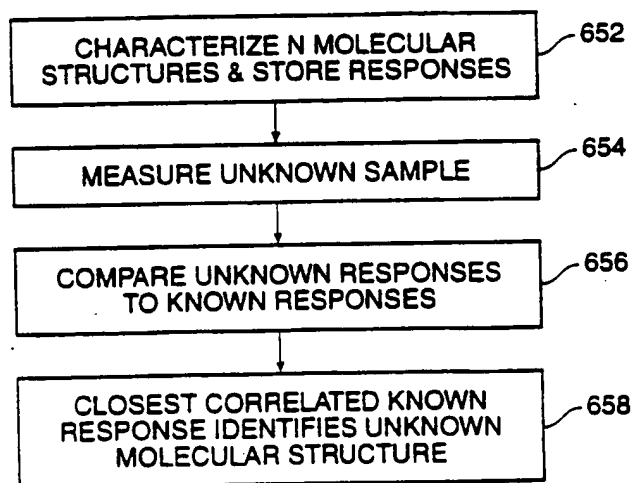 CHARACTERIZE N MOLECULAR
STRUCTURES & STORE RESPONSES
652
MEASURE UNKNOWN SAMPLE
654
COMPARE UNKNOWN RESPONSES
TO KNOWN RESPONSES
656
CLOSEST CORRELATED KNOWN
RESPONSE IDENTIFIES UNKNOWN
MOLECULAR STRUCTURE
658